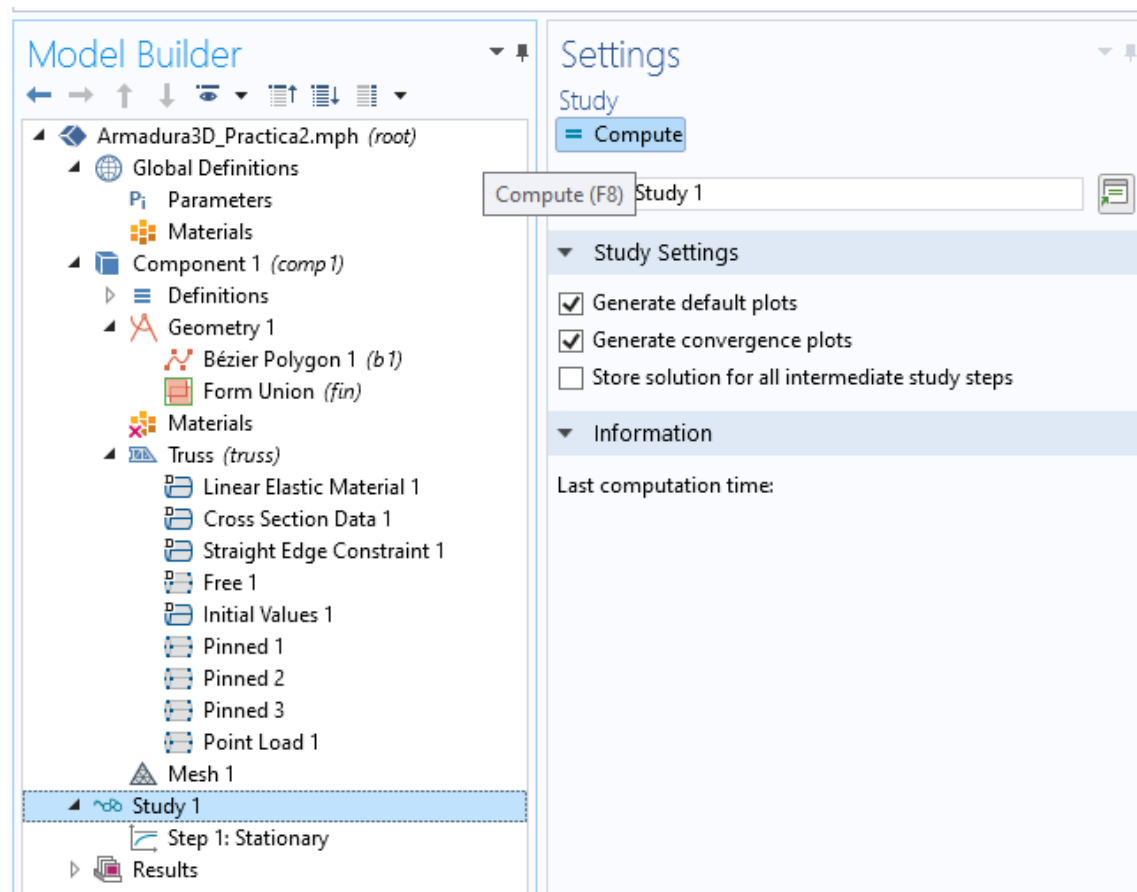 Model Builder
Armadura3D_Practica2.mph (root)
Global Definitions
Pi Parameters
Materials
Component 1 (comp1)
Definitions
Geometry 1
Bézier Polygon 1 (b1)
Form Union (fin)
Materials
Truss (truss)
D Linear Elastic Material 1
D Cross Section Data 1
D Straight Edge Constraint 1
D Free 1
D Initial Values 1
Pinned 1
Pinned 2
Pinned 3
Point Load 1
Mesh 1
Study 1
Step 1: Stationary
Results
Settings
Study
= Compute
Compute (F8)
Study 1
Study Settings
Generate default plots
Generate convergence plots
Store solution for all intermediate study steps
Information
Last computation time: